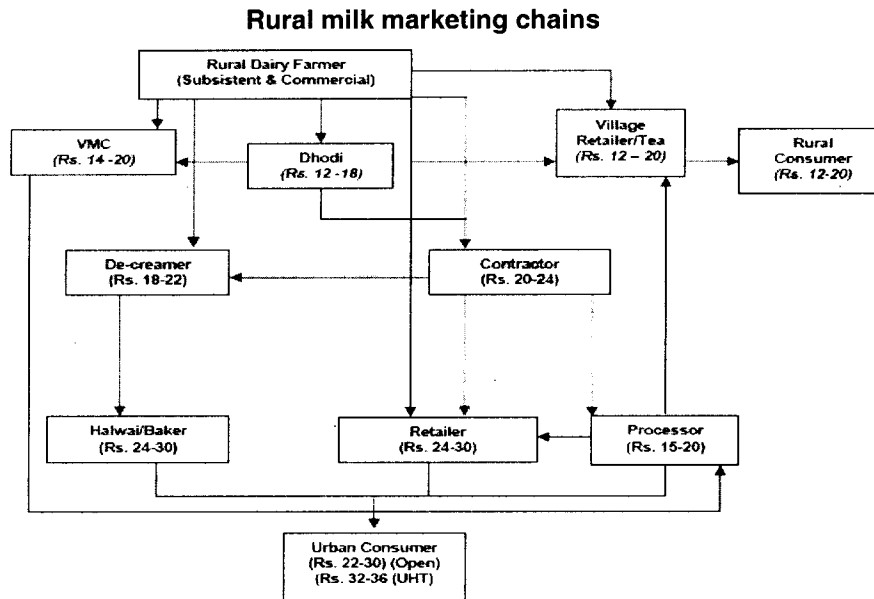 Rural milk marketing chains
Rural Dairy Farmer
(Subsistent & Commercial)
VMC
(Rs. 14 -20)
Dhodi
(Rs. 12 -18)
Village
Retailer/Tea
(Rs. 12 – 20)
Rural
Consumer
(Rs. 12-20)
De-creamer
(Rs. 18-22)
Contractor
(Rs. 20-24)
Halwai/Baker
(Rs. 24-30)
Retailer
(Rs. 24-30)
Processor
(Rs. 15-20)
Urban Consumer
(Rs. 22-30) (Open)
(Rs. 32-36 (UHT)